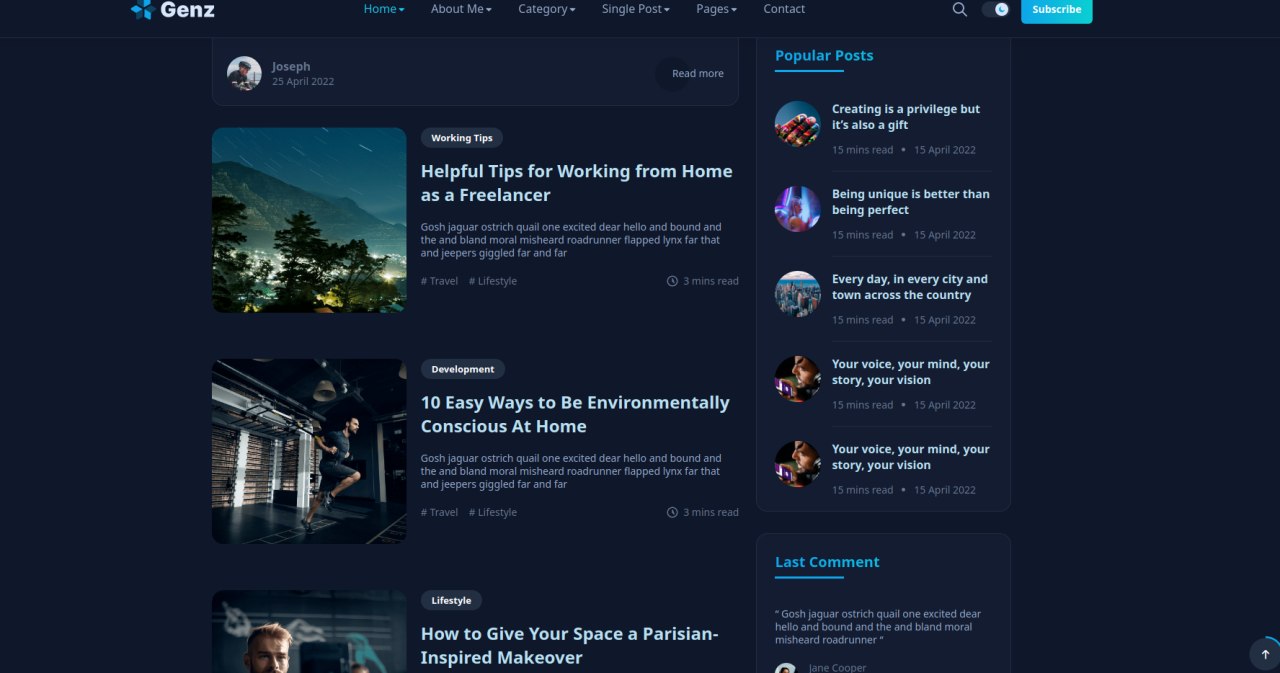 Genz
Home
About Me
Category
Single Post
Pages
Contact
Subscribe
Joseph
25 April 2022
Read more
Working Tips
Helpful Tips for Working from Home
as a Freelancer
Gosh jaguar ostrich quail one excited dear hello and bound and
the and bland moral misheard roadrunner flapped lynx far that
and jeepers giggled far and far
# Travel # Lifestyle
3 mins read
Development
10 Easy Ways to Be Environmentally
Conscious At Home
Gosh jaguar ostrich quail one excited dear hello and bound and
the and bland moral misheard roadrunner flapped lynx far that
and jeepers giggled far and far
# Travel # Lifestyle
3 mins read
Lifestyle
How to Give Your Space a Parisian-
Inspired Makeover
Popular Posts
Creating is a privilege but
it’s also a gift
15 mins read • 15 April 2022
Being unique is better than
being perfect
15 mins read • 15 April 2022
Every day, in every city and
town across the country
15 mins read • 15 April 2022
Your voice, your mind, your
story, your vision
15 mins read • 15 April 2022
Your voice, your mind, your
story, your vision
15 mins read • 15 April 2022
Last Comment
“ Gosh jaguar ostrich quail one excited dear
hello and bound and the and bland moral
misheard roadrunner “
Jane Cooper